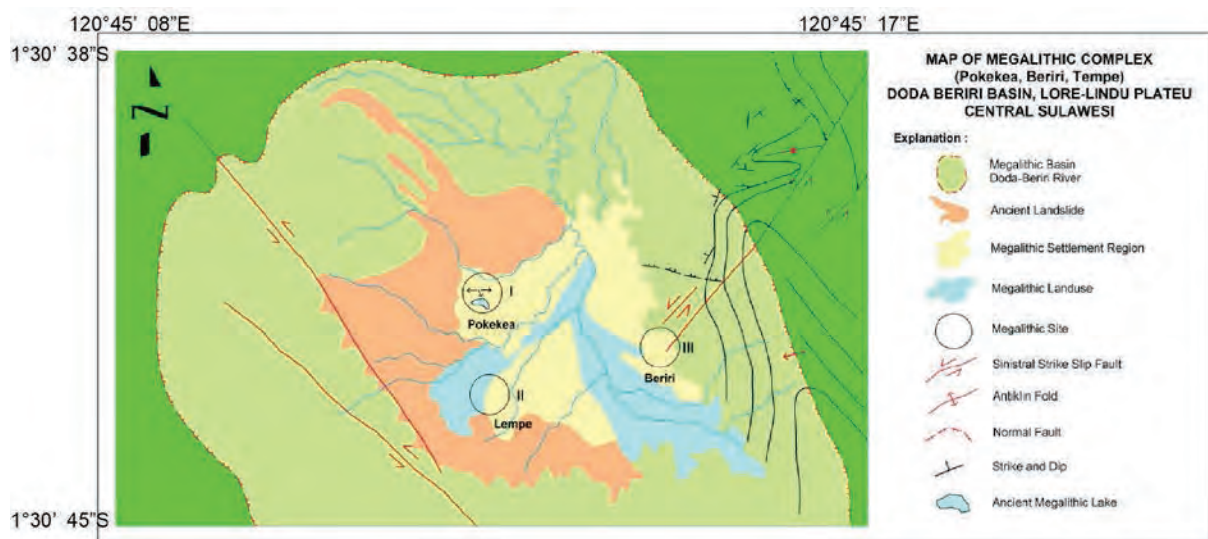 120°45' 08"E
120°45' 17"E
1°30' 38"S
1°30' 45"S
N
I
Pokekea
II
Lempe
III
Beriri
MAP OF MEGALITHIC COMPLEX
(Pokekea, Beriri, Tempe)
DODA BERIRI BASIN, LORE-LINDU PLATEU
CENTRAL SULAWESI
Explanation :
Megalithic Basin
Doda-Beriri River
Ancient Landslide
Megalithic Settlement Region
Megalithic Landuse
Megalithic Site
Sinistral Strike Slip Fault
Antiklin Fold
Normal Fault
Strike and Dip
Ancient Megalithic Lake